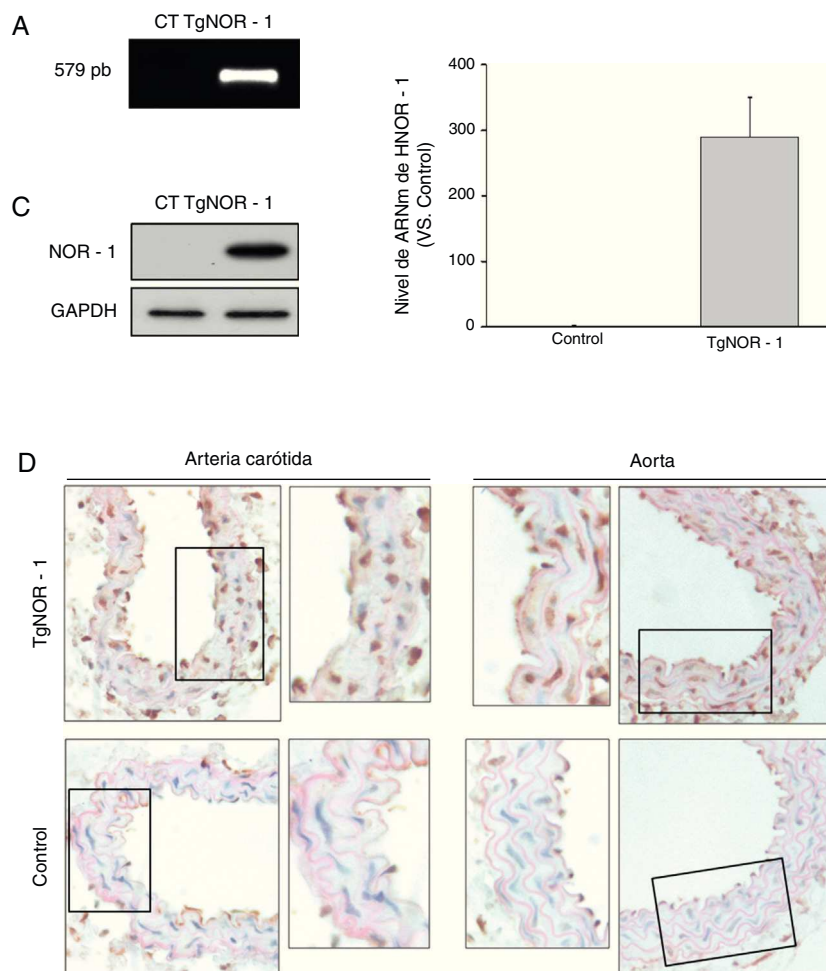 A
CT TgNOR - 1
579 pb
C
CT TgNOR - 1
NOR - 1
GAPDH
Nivel de ARNm de HNOR - 1
(VS. Control)
400
300
200
100
0
Control
TgNOR - 1
D
Arteria carótida
Aorta
TgNOR - 1
Control